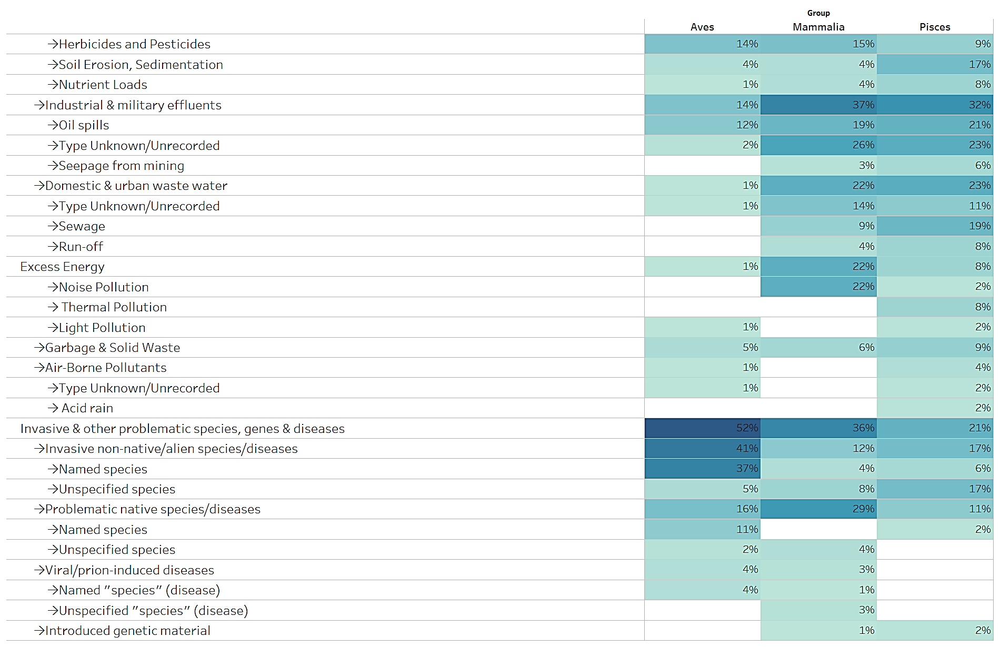 Group
Aves Mammalia Pisces
→Herbicides and Pesticides 14% 15% 9%
→Soil Erosion, Sedimentation 4% 4% 17%
→Nutrient Loads 1% 4% 8%
→Industrial & military effluents 14% 37% 32%
→Oil spills 12% 19% 21%
→Type Unknown/Unrecorded 2% 26% 23%
→Seepage from mining 3% 6%
→Domestic & urban waste water 1% 22% 23%
→Type Unknown/Unrecorded 1% 14% 11%
→Sewage 9% 19%
→Run-off 4% 8%
Excess Energy 1% 22% 8%
→Noise Pollution 22% 2%
→ Thermal Pollution 8%
→Light Pollution 1% 2%
→Garbage & Solid Waste 5% 6% 9%
→Air-Borne Pollutants 1% 4%
→Type Unknown/Unrecorded 1% 2%
→ Acid rain 2%
Invasive & other problematic species, genes & diseases 52% 36% 21%
→Invasive non-native/alien species/diseases 41% 12% 17%
→Named species 37% 4% 6%
→Unspecified species 5% 8% 17%
→Problematic native species/diseases 16% 29% 11%
→Named species 11% 2%
→Unspecified species 2% 4%
→Viral/prion-induced diseases 4% 3%
→Named "species" (disease) 4% 1%
→Unspecified "species" (disease) 3%
→Introduced genetic material 1% 2%